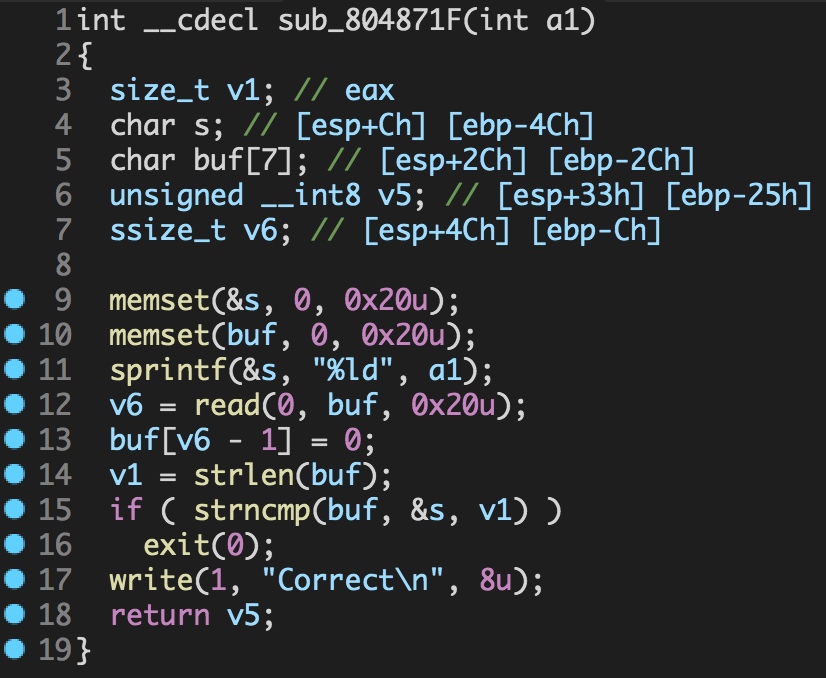 1 int __cdecl sub_804871F(int a1)
2 {
3   size_t v1; // eax
4   char s; // [esp+Ch] [ebp-4Ch]
5   char buf[7]; // [esp+2Ch] [ebp-2Ch]
6   unsigned __int8 v5; // [esp+33h] [ebp-25h]
7   ssize_t v6; // [esp+4Ch] [ebp-Ch]
8
9   memset(&s, 0, 0x20u);
10   memset(buf, 0, 0x20u);
11   sprintf(&s, "%ld", a1);
12   v6 = read(0, buf, 0x20u);
13   buf[v6 - 1] = 0;
14   v1 = strlen(buf);
15   if ( strncmp(buf, &s, v1) )
16     exit(0);
17   write(1, "Correct\n", 8u);
18   return v5;
19 }